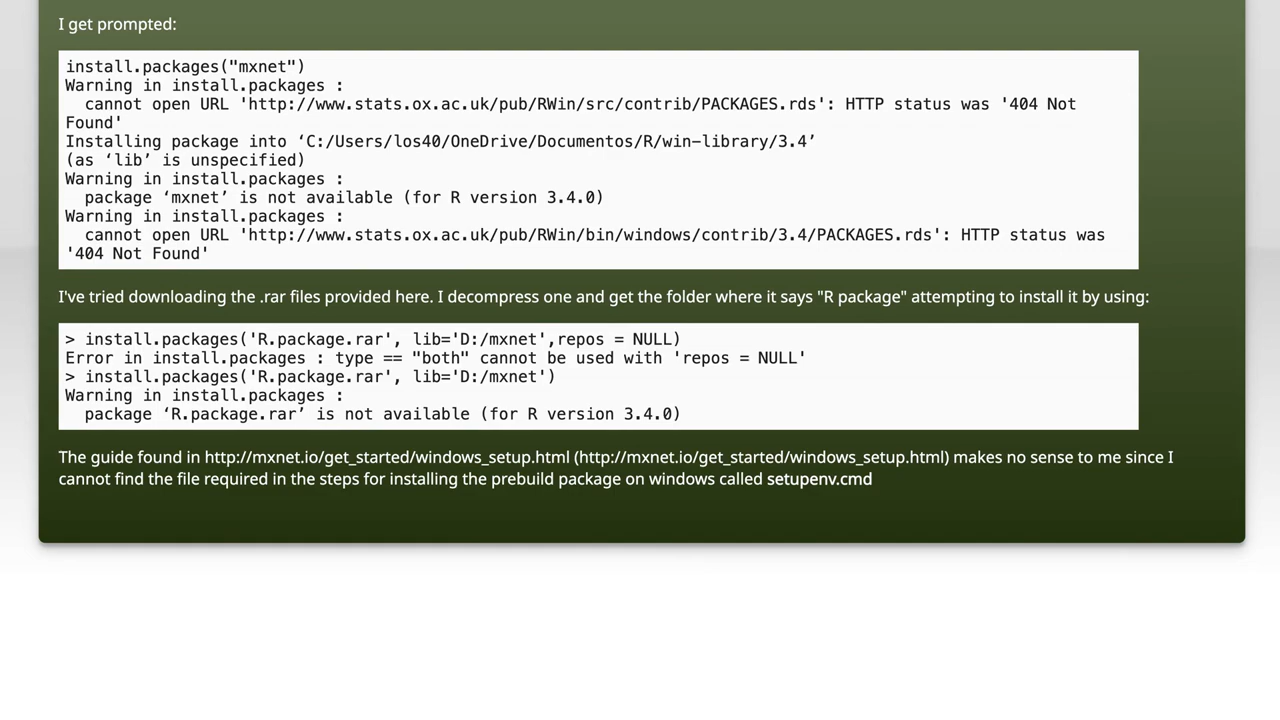 I get prompted:
install.packages("mxnet")
Warning in install.packages :
cannot open URL 'http://www.stats.ox.ac.uk/pub/RWin/src/contrib/PACKAGES.rds': HTTP status was '404 Not
Found'
Installing package into ‘C:/Users/los40/OneDrive/Documentos/R/win-library/3.4’
(as ‘lib’ is unspecified)
Warning in install.packages :
package ‘mxnet’ is not available (for R version 3.4.0)
Warning in install.packages :
cannot open URL 'http://www.stats.ox.ac.uk/pub/RWin/bin/windows/contrib/3.4/PACKAGES.rds': HTTP status was
'404 Not Found'
I've tried downloading the .rar files provided here. I decompress one and get the folder where it says "R package" attempting to install it by using:
> install.packages('R.package.rar', lib='D:/mxnet',repos = NULL)
Error in install.packages : type == "both" cannot be used with 'repos = NULL'
> install.packages('R.package.rar', lib='D:/mxnet')
Warning in install.packages :
package ‘R.package.rar’ is not available (for R version 3.4.0)
The guide found in http://mxnet.io/get_started/windows_setup.html (http://mxnet.io/get_started/windows_setup.html) makes no sense to me since I
cannot find the file required in the steps for installing the prebuild package on windows called setupenv.cmd